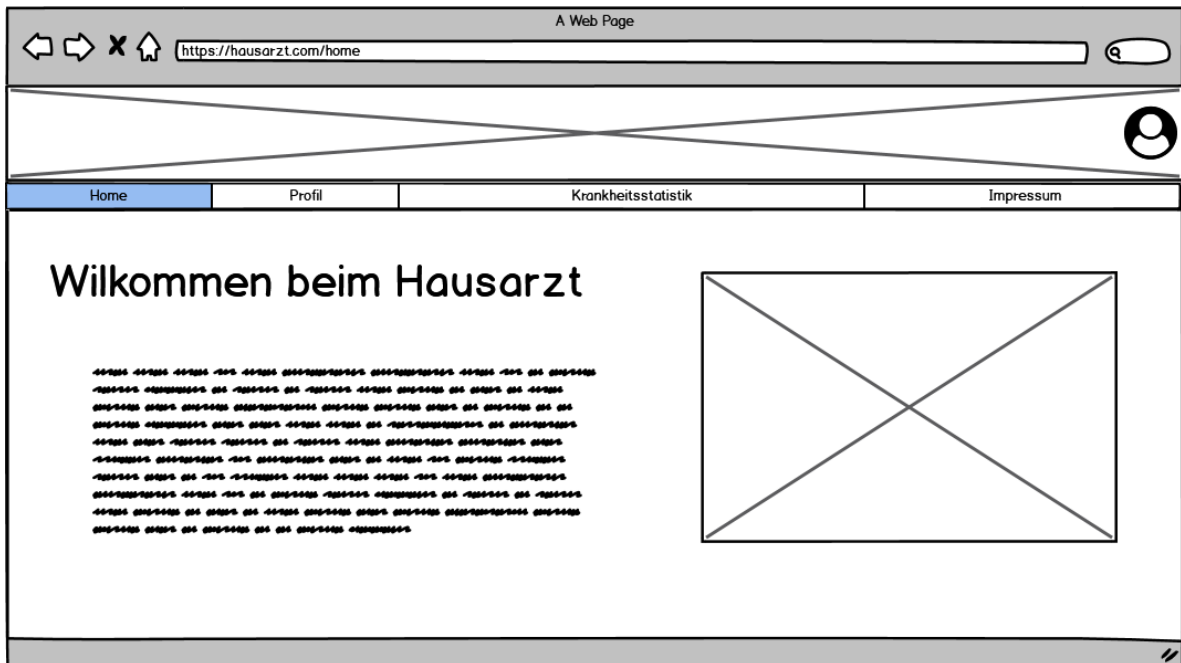 A Web Page
https://hausarzt.com/home
Home Profil Krankheitsstatistik Impressum
Wilkommen beim Hausarzt